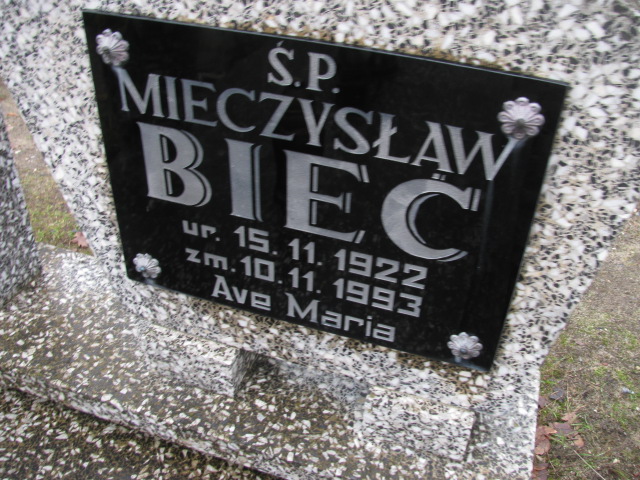 Ś.P.
MIECZYSŁAW
BIEĆ
ur. 15. 11. 1922
zm. 10. 11. 1993
Ave Maria